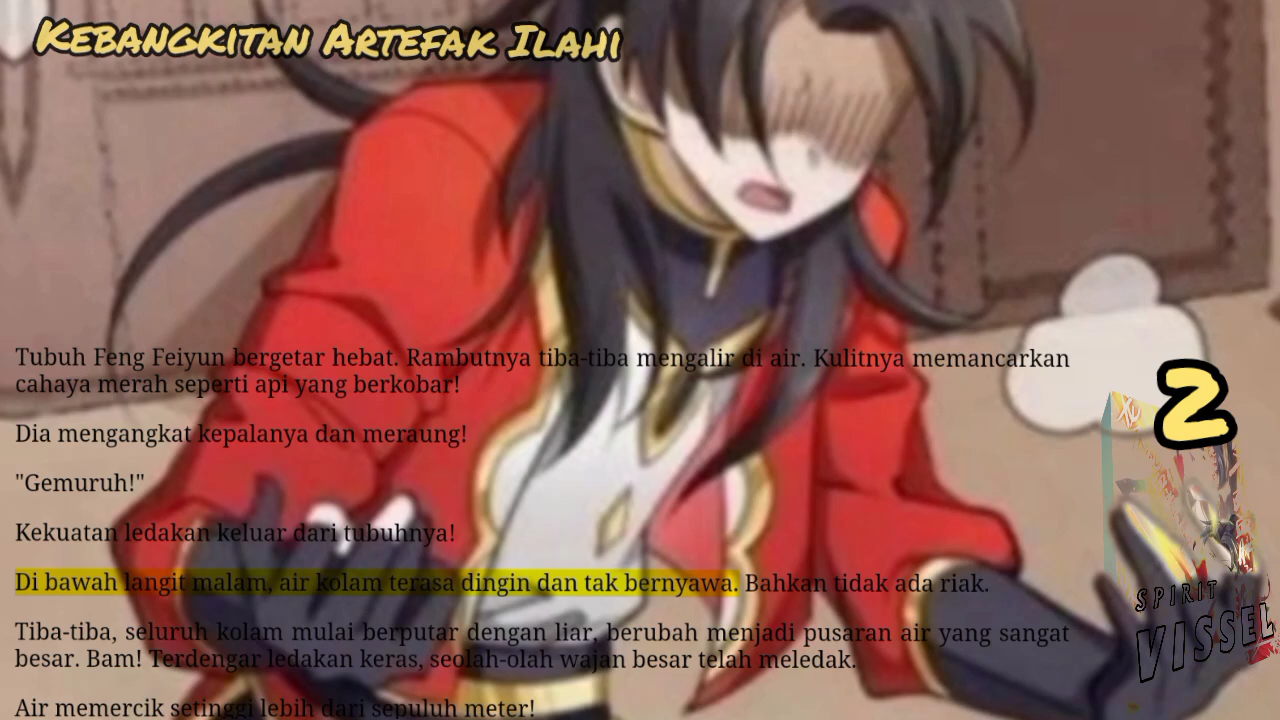 Kebangkitan Artefak Ilahi
Tubuh Feng Feiyun bergetar hebat. Rambutnya tiba-tiba mengalir di air. Kulitnya memancarkan
cahaya merah seperti api yang berkobar!
Dia mengangkat kepalanya dan meraung!
"Gemuruh!"
Kekuatan ledakan keluar dari tubuhnya!
Di bawah langit malam, air kolam terasa dingin dan tak bernyawa. Bahkan tidak ada riak.
Tiba-tiba, seluruh kolam mulai berputar dengan liar, berubah menjadi pusaran air yang sangat
besar. Bam! Terdengar ledakan keras, seolah-olah wajan besar telah meledak.
Air memercik setinggi lebih dari sepuluh meter!
2
SPIRIT
VISSEL